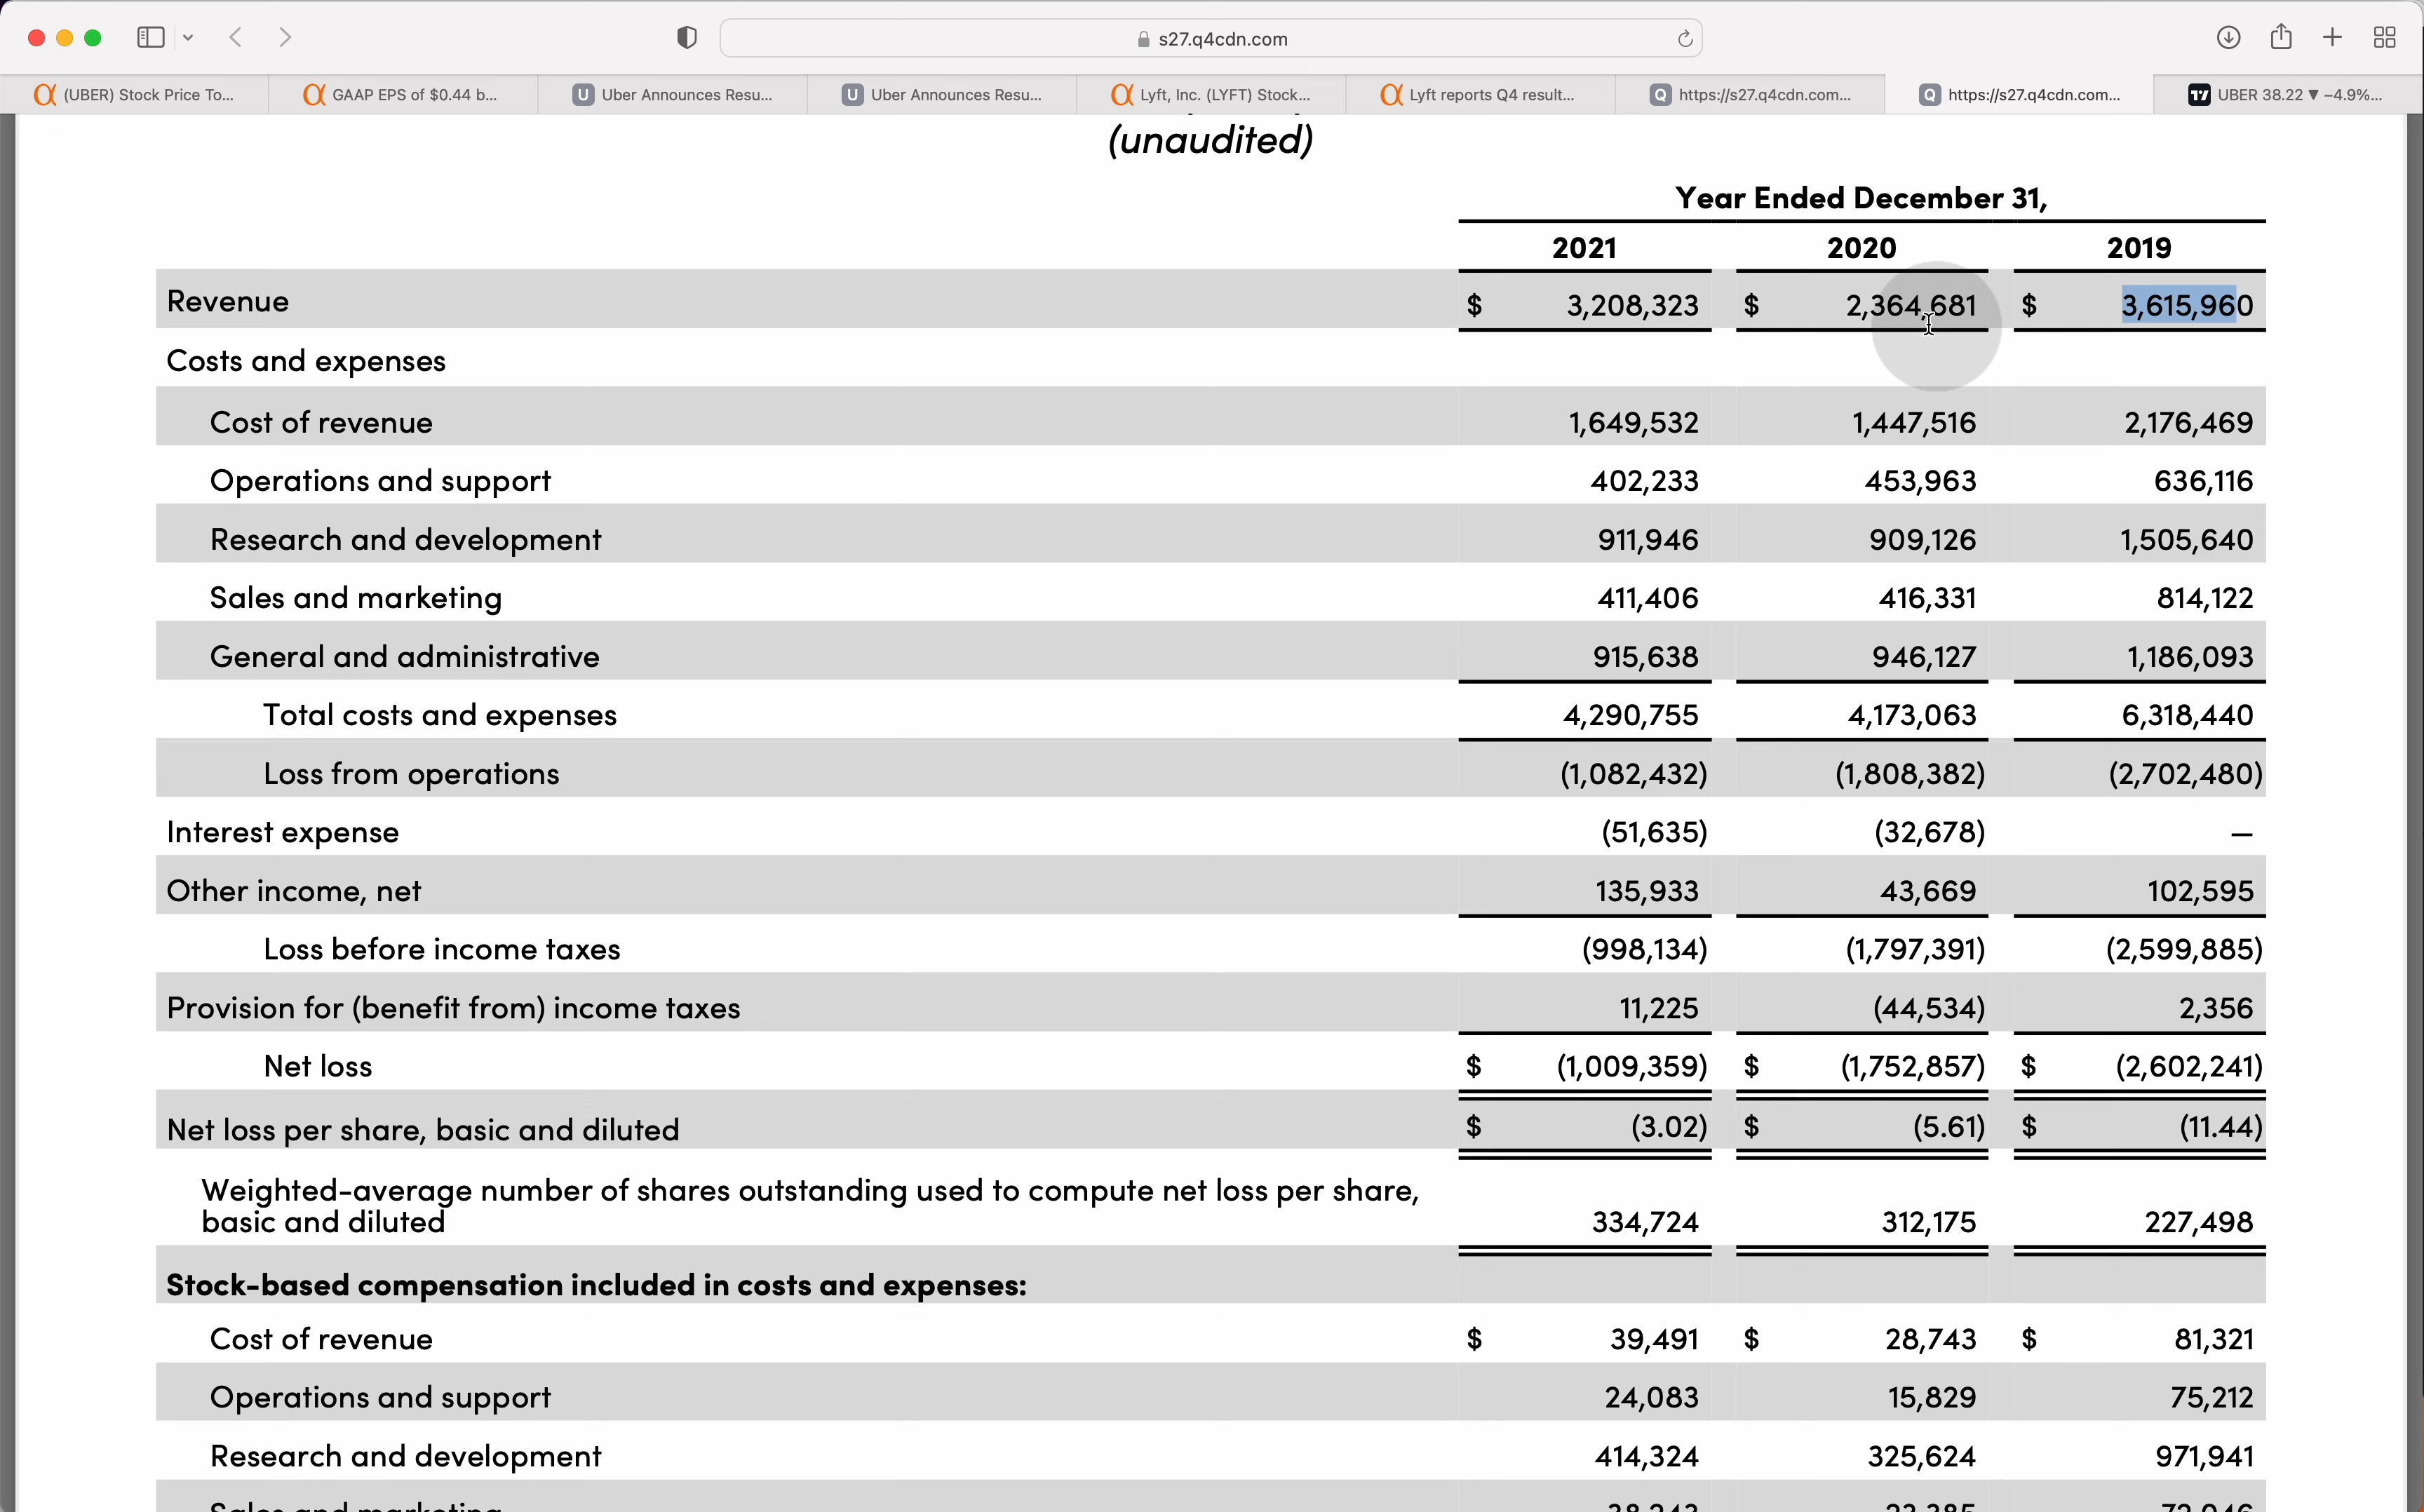 s27.q4cdn.com
(UBER) Stock Price To...
GAAP EPS of $0.44 b...
U Uber Announces Resu...
U Uber Announces Resu...
Lyft, Inc. (LYFT) Stock...
Lyft reports Q4 result...
Q https://s27.q4cdn.com...
Q https://s27.q4cdn.com...
UBER 38.22 ▼ −4.9%...
(unaudited)
Year Ended December 31,
2021 2020 2019
Revenue $ 3,208,323 $ 2,364,681 $ 3,615,960
Costs and expenses
Cost of revenue 1,649,532 1,447,516 2,176,469
Operations and support 402,233 453,963 636,116
Research and development 911,946 909,126 1,505,640
Sales and marketing 411,406 416,331 814,122
General and administrative 915,638 946,127 1,186,093
Total costs and expenses 4,290,755 4,173,063 6,318,440
Loss from operations (1,082,432) (1,808,382) (2,702,480)
Interest expense (51,635) (32,678) —
Other income, net 135,933 43,669 102,595
Loss before income taxes (998,134) (1,797,391) (2,599,885)
Provision for (benefit from) income taxes 11,225 (44,534) 2,356
Net loss $ (1,009,359) $ (1,752,857) $ (2,602,241)
Net loss per share, basic and diluted $ (3.02) $ (5.61) $ (11.44)
Weighted-average number of shares outstanding used to compute net loss per share,
basic and diluted 334,724 312,175 227,498
Stock-based compensation included in costs and expenses:
Cost of revenue $ 39,491 $ 28,743 $ 81,321
Operations and support 24,083 15,829 75,212
Research and development 414,324 325,624 971,941
Sales and marketing